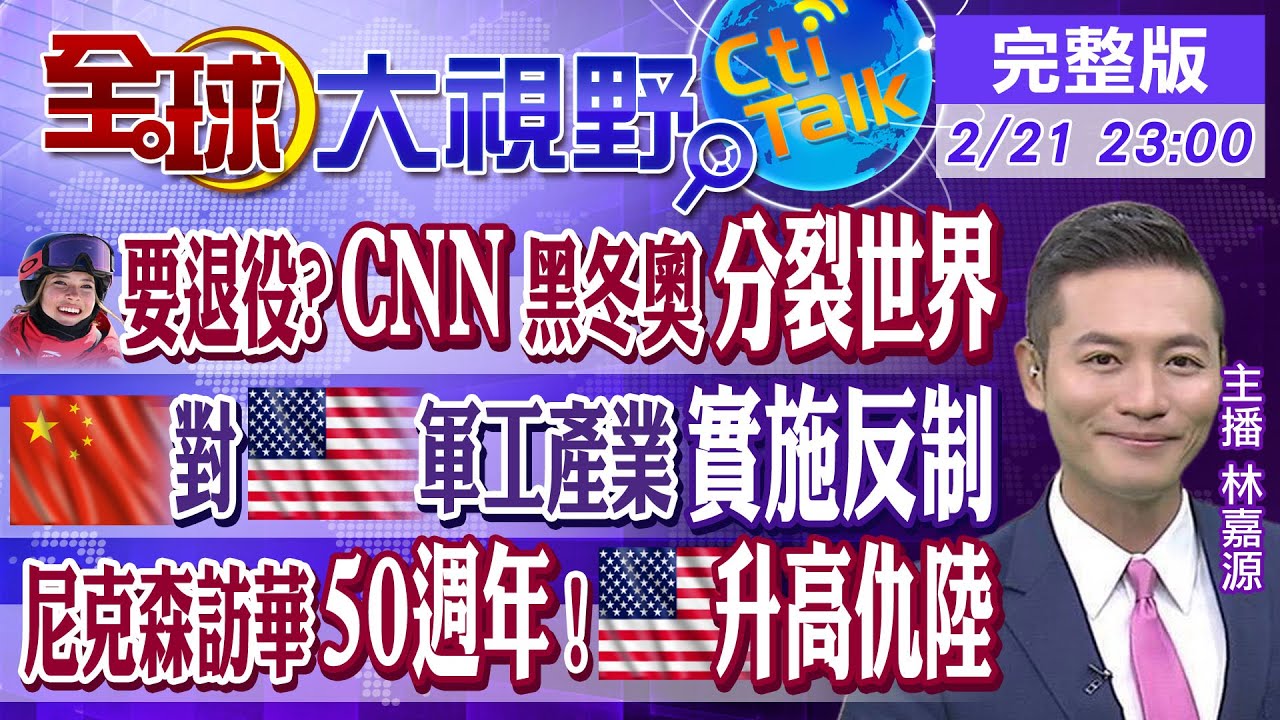 全球大視野
Cti Talk
完整版
2/21 23:00
要退役? CNN 黑冬奧 分裂世界
對 軍工產業 實施反制
尼克森訪華50週年! 升高仇陸
主播 林嘉源